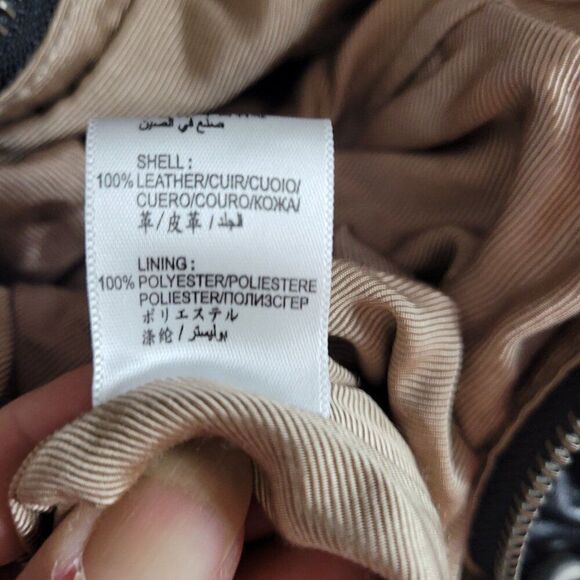 صنع في الصين
SHELL :
100% LEATHER/CUIR/CUOIO/
CUERO/COURO/КОЖА/
革/皮革/الجلد
LINING :
100% POLYESTER/POLIESTERE
POLIESTER/ПОЛИЗСГЕР
ポリエステル
涤纶/بوليستر